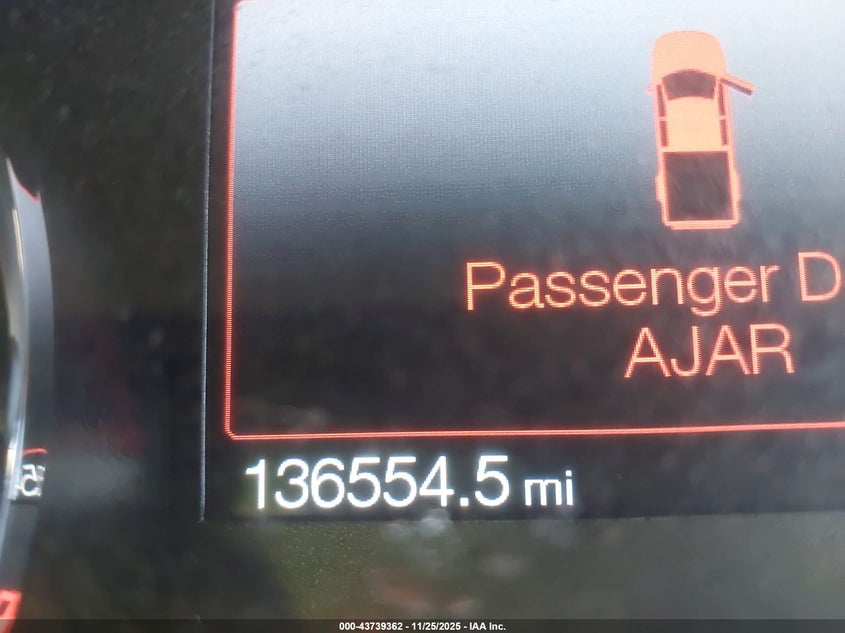 Passenger D
AJAR
136554.5 mi
000-43739362 - 11/25/2025 - IAA Inc.